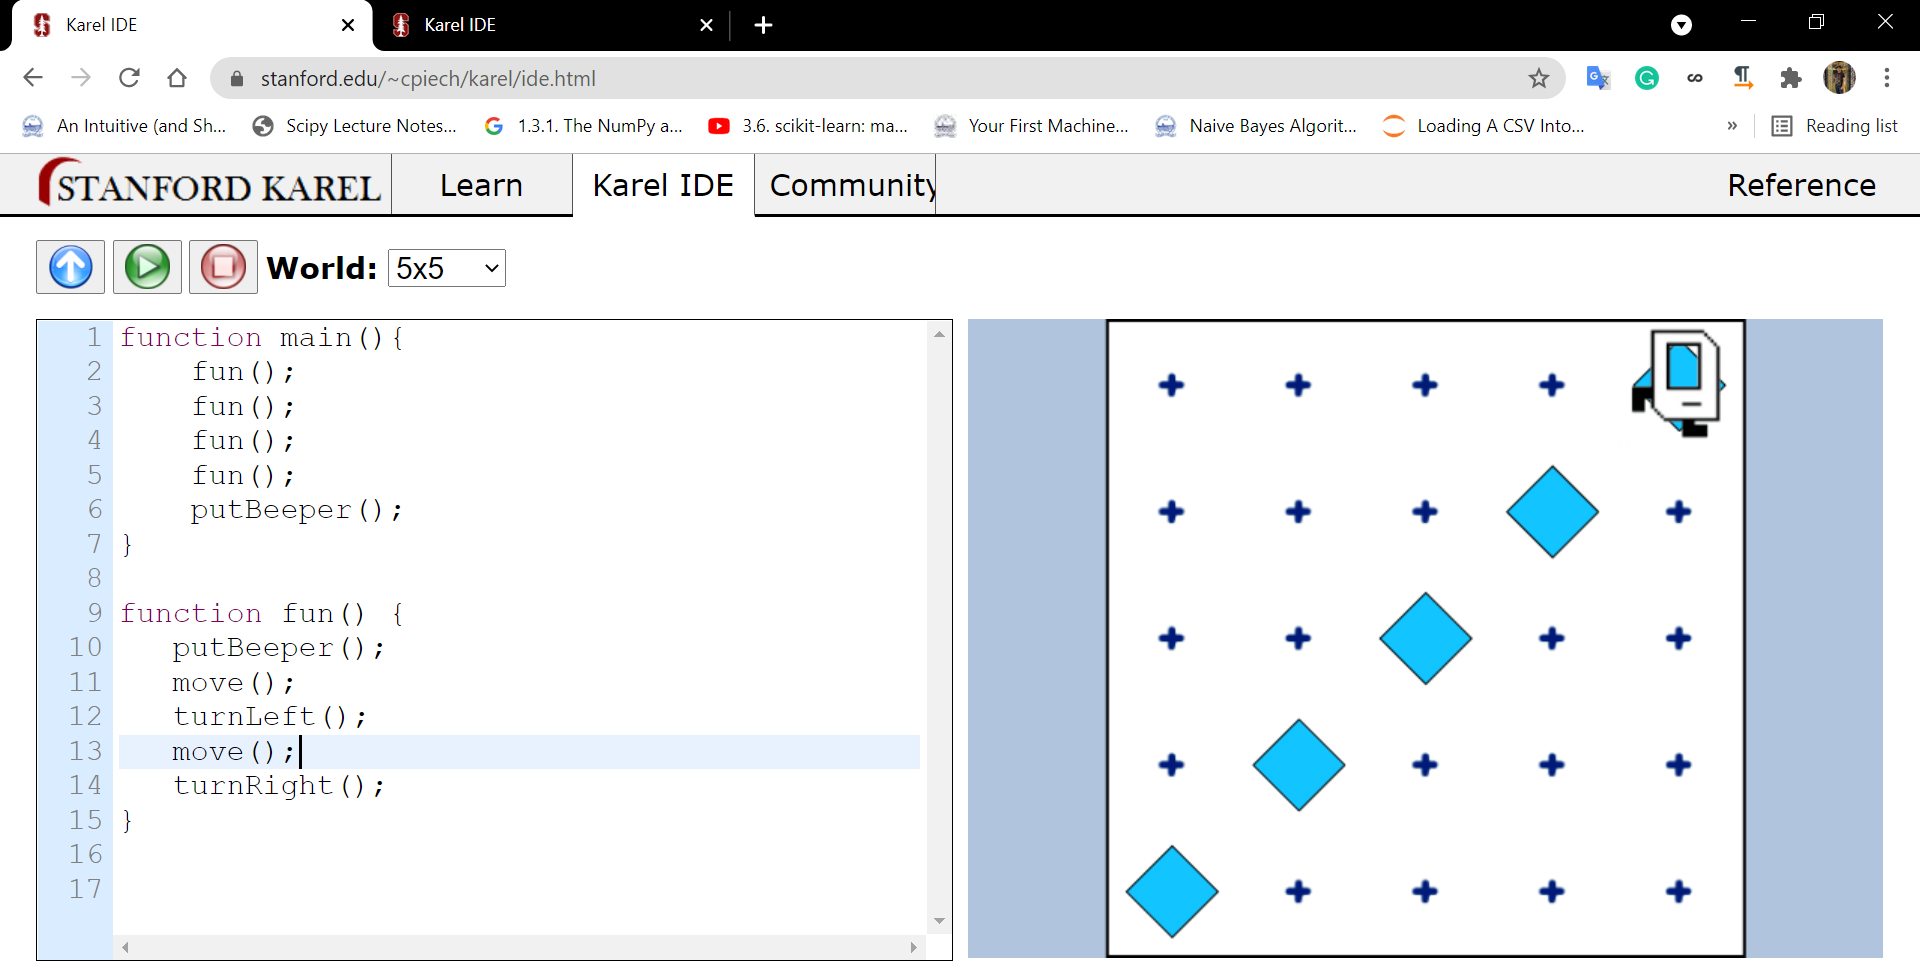 Karel IDE
Karel IDE
stanford.edu/~cpiech/karel/ide.html
An Intuitive (and Sh... Scipy Lecture Notes... 1.3.1. The NumPy a... 3.6. scikit-learn: ma... Your First Machine... Naive Bayes Algorit... Loading A CSV Into... » Reading list
STANFORD KAREL Learn Karel IDE Community Reference
World: 5x5
1 function main(){
2 fun();
3 fun();
4 fun();
5 fun();
6 putBeeper();
7 }
8
9 function fun() {
10 putBeeper();
11 move();
12 turnLeft();
13 move();
14 turnRight();
15 }
16
17